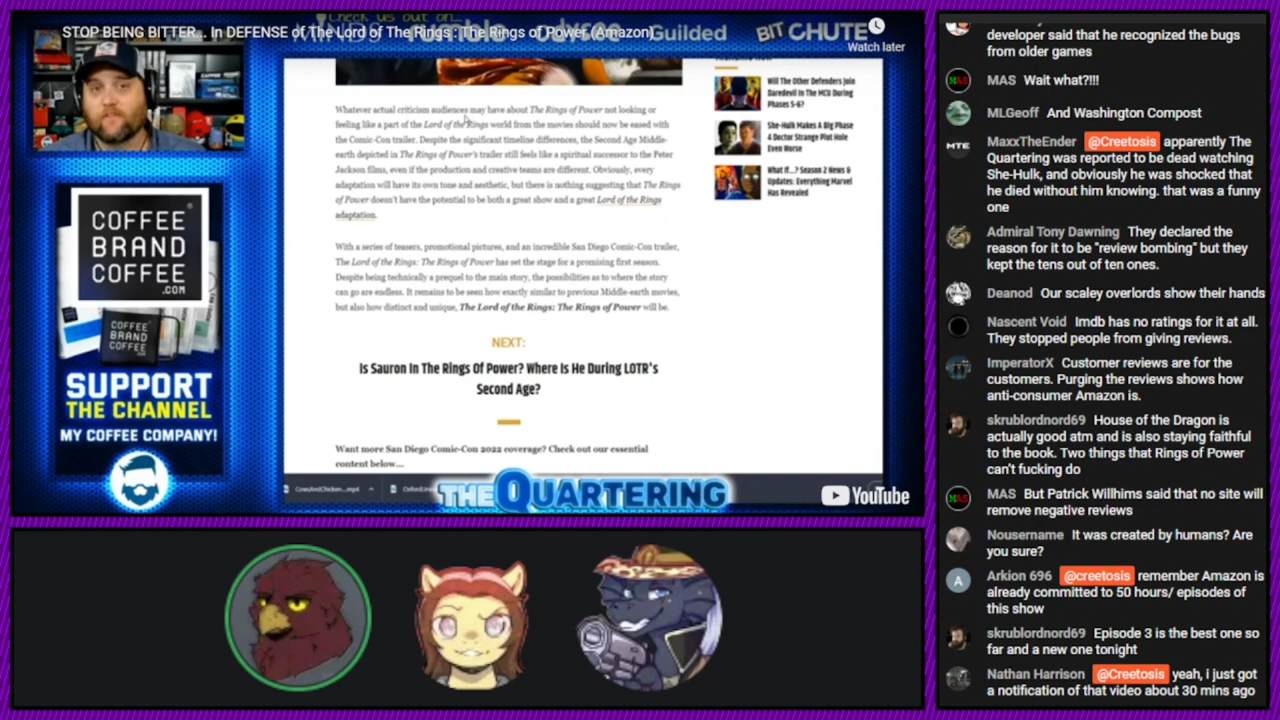 Check us out on...
STOP BEING BITTER... In DEFENSE of The Lord of The Rings : The Rings of Power (Amazon)
MINDS rumble odysee Guilded BIT CHUTE
Watch later
Whatever actual criticism audiences may have about The Rings of Power not looking or
feeling like a part of the Lord of the Rings world from the movies should now be eased with
the Comic-Con trailer. Despite the significant timeline differences, the Second Age Middle-
earth depicted in The Rings of Power's trailer still feels like a spiritual successor to the Peter
Jackson films, even if the production and creative teams are different. Obviously, every
adaptation will have its own tone and aesthetic, but there is nothing suggesting that The Rings
of Power doesn't have the potential to be both a great show and a great Lord of the Rings
adaptation.
With a series of teasers, promotional pictures, and an incredible San Diego Comic-Con trailer,
The Lord of the Rings: The Rings of Power has set the stage for a promising first season.
Despite being technically a prequel to the main story, the possibilities as to where the story
can go are endless. It remains to be seen how exactly similar to previous Middle-earth movies,
but also how distinct and unique, The Lord of the Rings: The Rings of Power will be.
NEXT:
Is Sauron In The Rings Of Power? Where Is He During LOTR's
Second Age?
Want more San Diego Comic-Con 2022 coverage? Check out our essential
content below...
Will The Other Defenders Join
Daredevil In The MCU During
Phases 5-6?
She-Hulk Makes A Big Phase
4 Doctor Strange Plot Hole
Even Worse
What If...? Season 2 News &
Updates: Everything Marvel
Has Revealed
COFFEE
BRAND
COFFEE
.COM
COFFEE
BRAND
COFFEE
SUPPORT
THE CHANNEL
MY COFFEE COMPANY!
CowsAndChicken....mp4
THE QUARTERING
YouTube
developer said that he recognized the bugs
from older games
MAS Wait what?!!!
MLGenius And Washington Compost
MaxxTheEnder @Creetosis apparently The
Quartering was reported to be dead watching
She-Hulk, and obviously he was shocked that
he died without him knowing. that was a funny
one
Admiral Tony Dawning They declared the
reason for it to be "review bombing" but they
kept the tens out of ten ones.
Dhanal Our scaley overlords show their hands
Nascent Void Imdb has no ratings for it at all.
They stopped people from giving reviews.
ImperatorX Customer reviews are for the
customers. Purging the reviews shows how
anti-consumer Amazon is.
skrublordnord69 House of the Dragon is
actually good atm and is also staying faithful
to the book. Two things that Rings of Power
can't fucking do
MAS But Patrick Willhims said that no site will
remove negative reviews
Nousername It was created by humans? Are
you sure?
A
Arkion 696 @creetosis remember Amazon is
already committed to 50 hours/ episodes of
this show
skrublordnord69 Episode 3 is the best one so
far and a new one tonight
Nathan Harrison @Creetosis yeah, i just got
a notification of that video about 30 mins ago